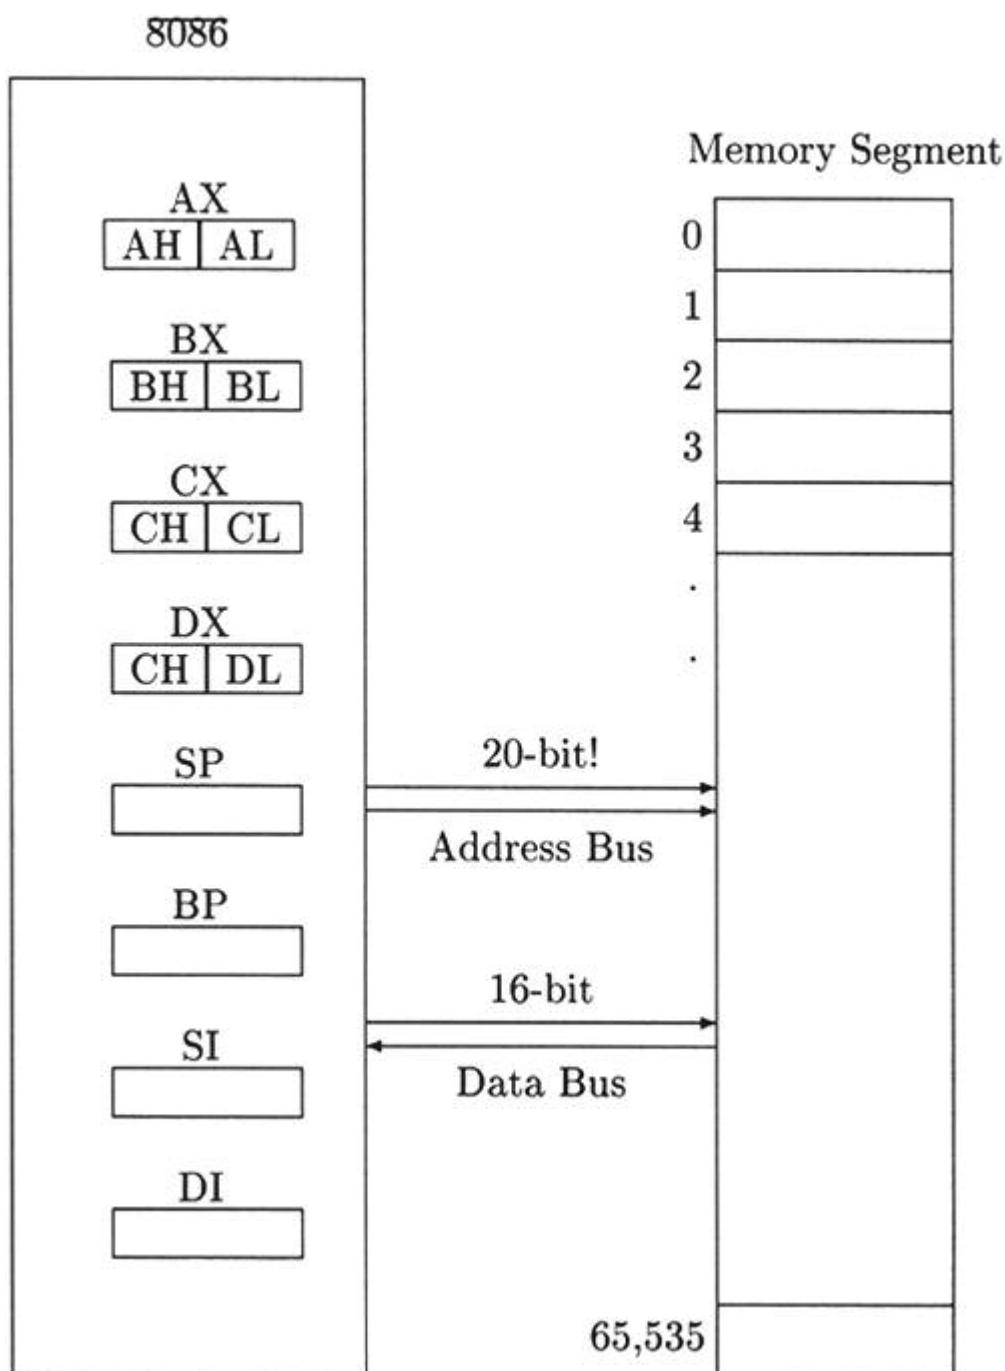 8086
AX
AH AL
BX
BH BL
CX
CH CL
DX
CH DL
SP
BP
SI
DI
20-bit!
Address Bus
16-bit
Data Bus
Memory Segment
0
1
2
3
4
.
.
65,535